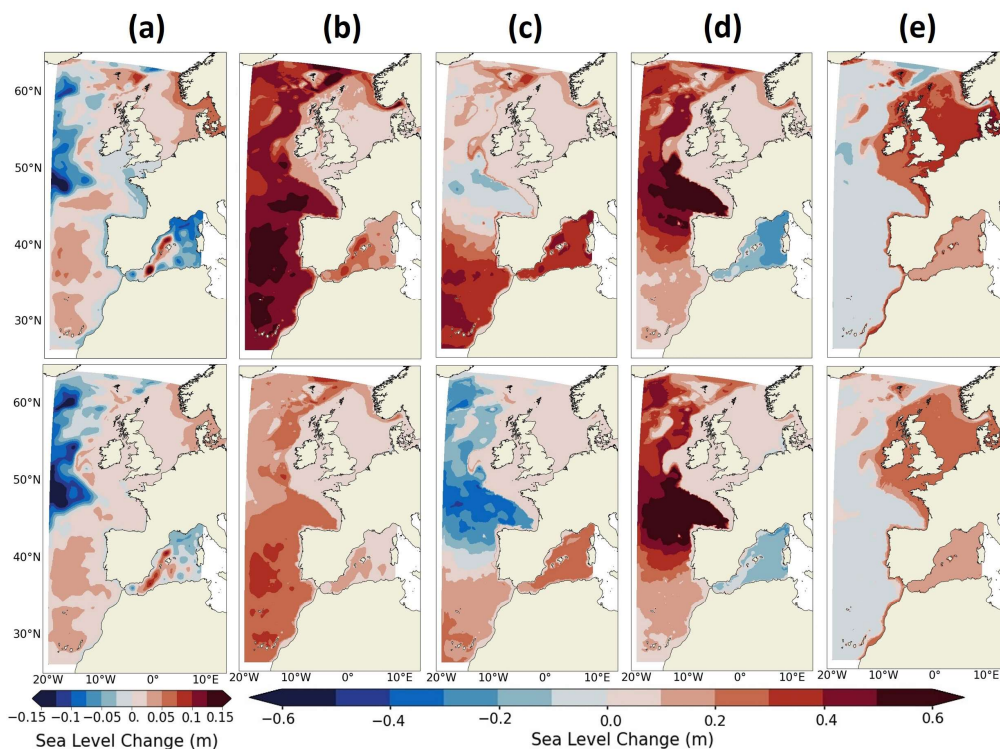 (a) (b) (c) (d) (e)
60°N
50°N
40°N
30°N
60°N
50°N
40°N
30°N
20°W 10°W 0° 10°E 20°W 10°W 0° 10°E 20°W 10°W 0° 10°E 20°W 10°W 0° 10°E 20°W 10°W 0° 10°E
−0.15 −0.1 −0.05 0. 0.05 0.1 0.15 −0.6 −0.4 −0.2 0.0 0.2 0.4 0.6
Sea Level Change (m) Sea Level Change (m)